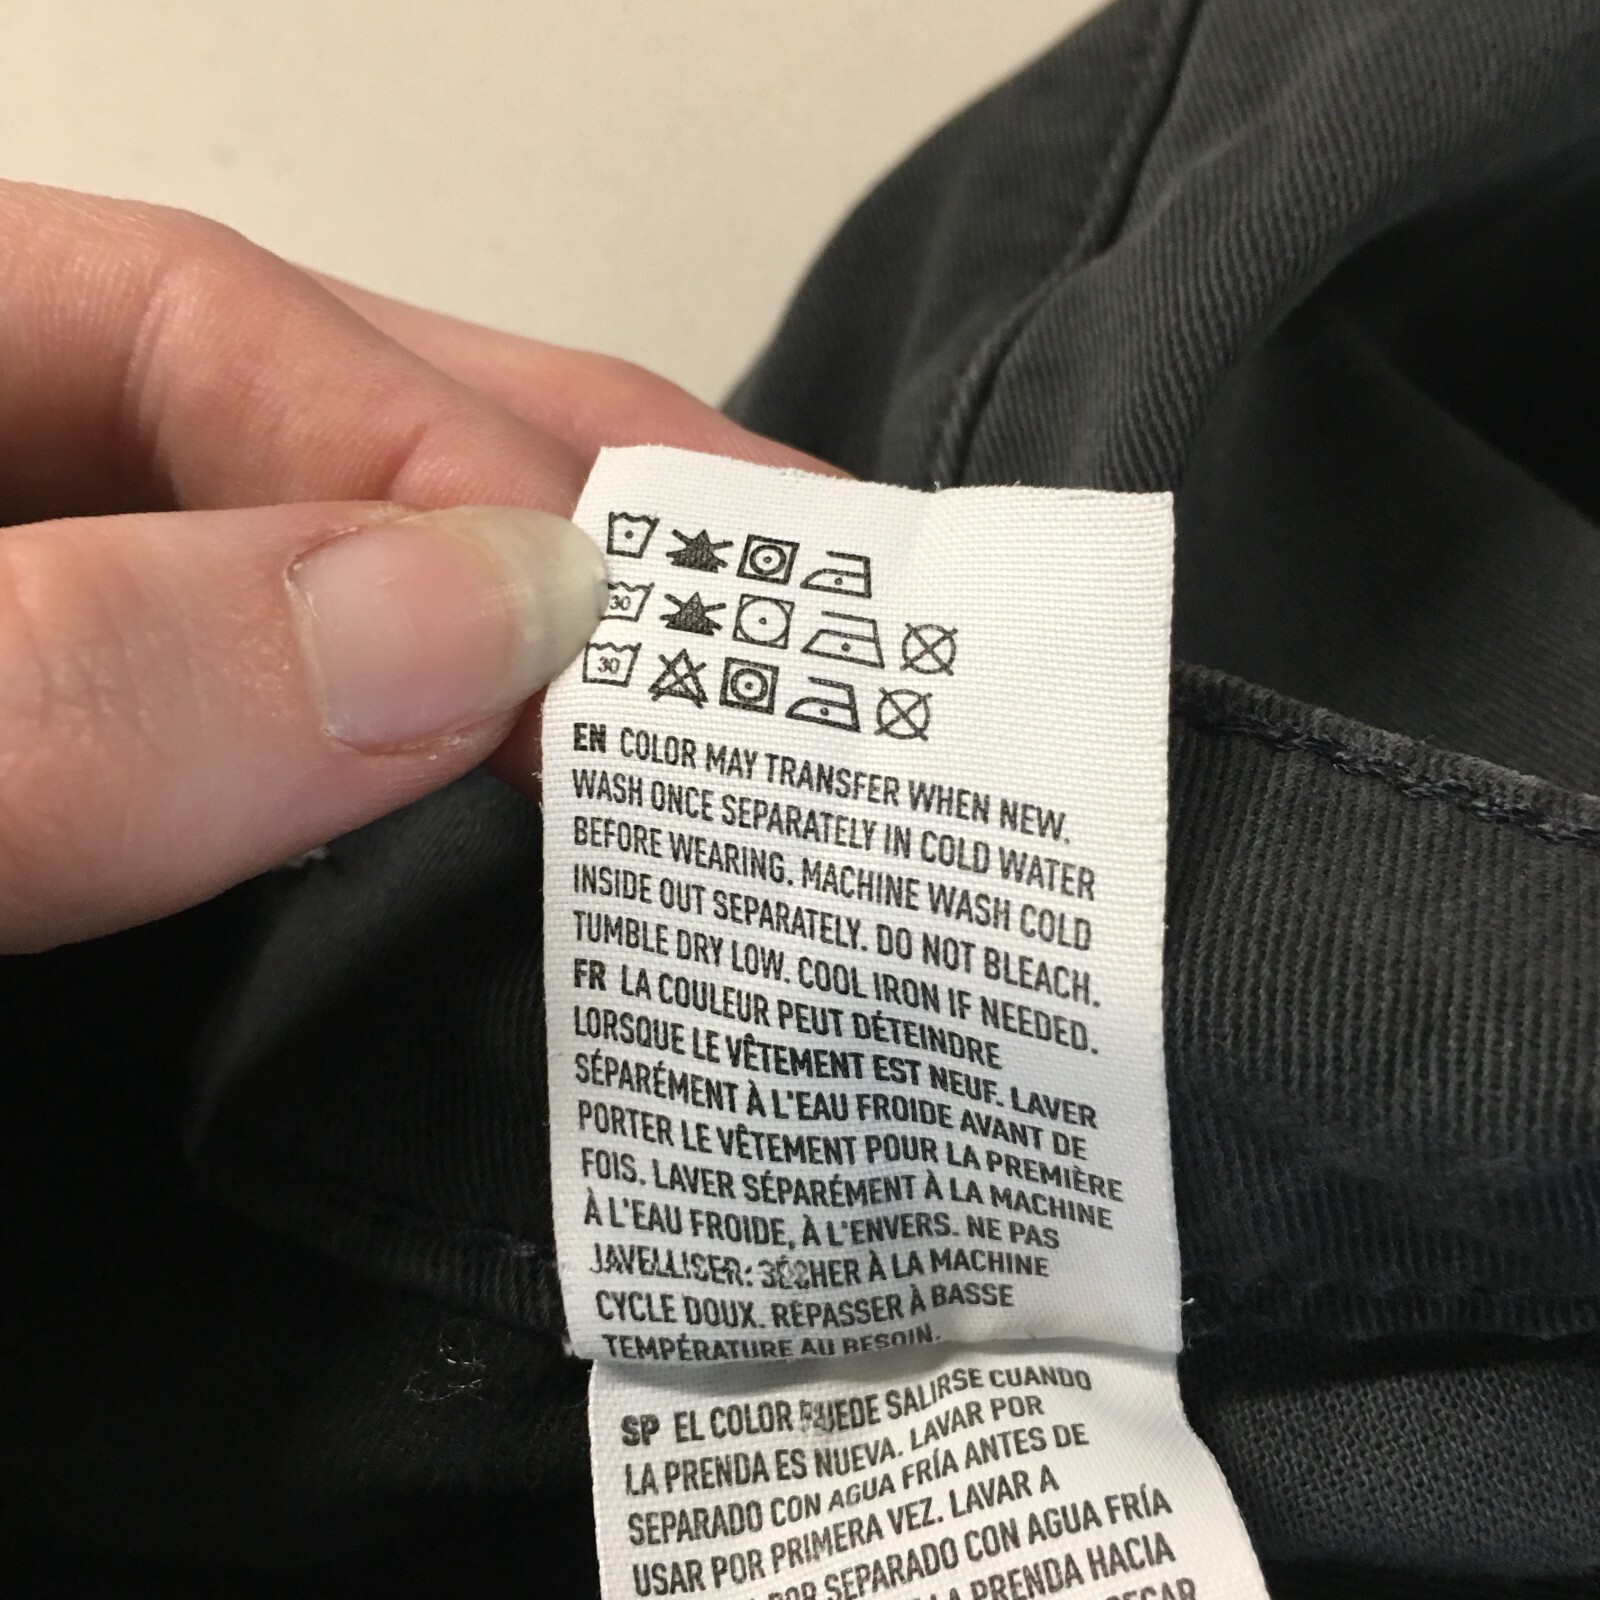 30
30
EN COLOR MAY TRANSFER WHEN NEW.
WASH ONCE SEPARATELY IN COLD WATER
BEFORE WEARING. MACHINE WASH COLD
INSIDE OUT SEPARATELY. DO NOT BLEACH.
TUMBLE DRY LOW. COOL IRON IF NEEDED.
FR LA COULEUR PEUT DÉTEINDRE
LORSQUE LE VÊTEMENT EST NEUF. LAVER
SÉPARÉMENT À L'EAU FROIDE AVANT DE
PORTER LE VÊTEMENT POUR LA PREMIÈRE
FOIS. LAVER SÉPARÉMENT À LA MACHINE
À L'EAU FROIDE, À L'ENVERS. NE PAS
JAVELLISER. SÉCHER À LA MACHINE
CYCLE DOUX. REPASSER À BASSE
TEMPÉRATURE AU BESOIN.
SP EL COLOR PUEDE SALIRSE CUANDO
LA PRENDA ES NUEVA. LAVAR POR
SEPARADO CON AGUA FRÍA ANTES DE
USAR POR PRIMERA VEZ. LAVAR A
POR SEPARADO CON AGUA FRÍA
LA PRENDA HACIA